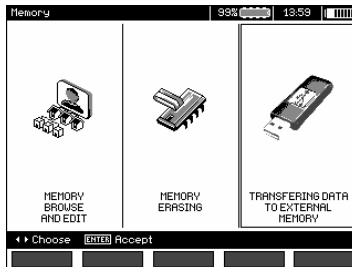 Memory 99% 13:59
MEMORY
BROWSE
AND EDIT
MEMORY
ERASING
TRANSFERING DATA
TO EXTERNAL
MEMORY
Choose ENTER Accept